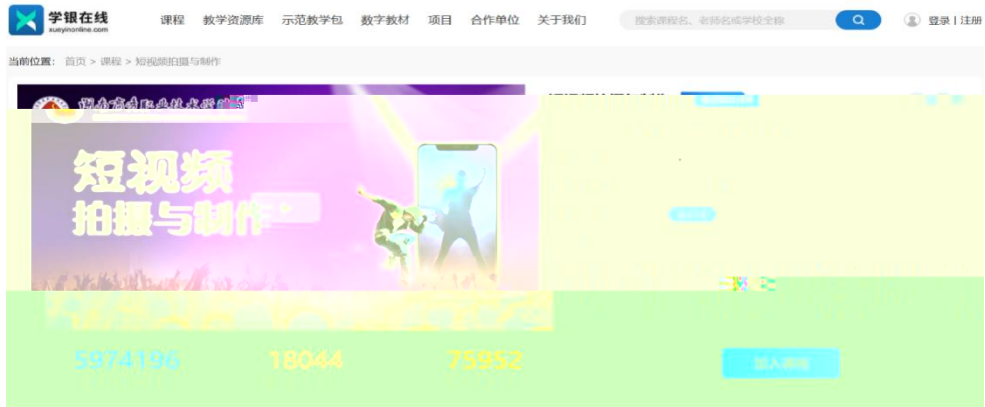 学银在线
xueyinonline.com
课程 教学资源库 示范教学包 数字教材 项目 合作单位 关于我们
搜索课程名、老师名或学校全称
登录 | 注册
当前位置: 首页 > 课程 > 短视频拍摄与制作
短视频
拍摄与制作
5974196 18044 75952